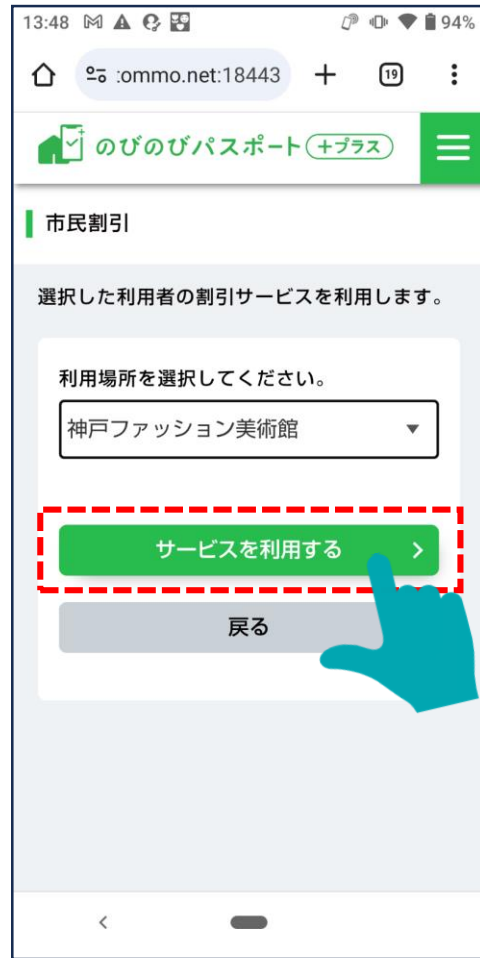 13:48 94%
:ommo.net:18443 19
のびのびパスポート +プラス
市民割引
選択した利用者の割引サービスを利用します。
利用場所を選択してください。
神戸ファッション美術館
サービスを利用する
戻る